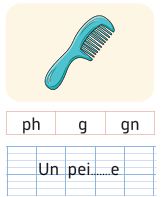 ph g gn
Un pei.......e